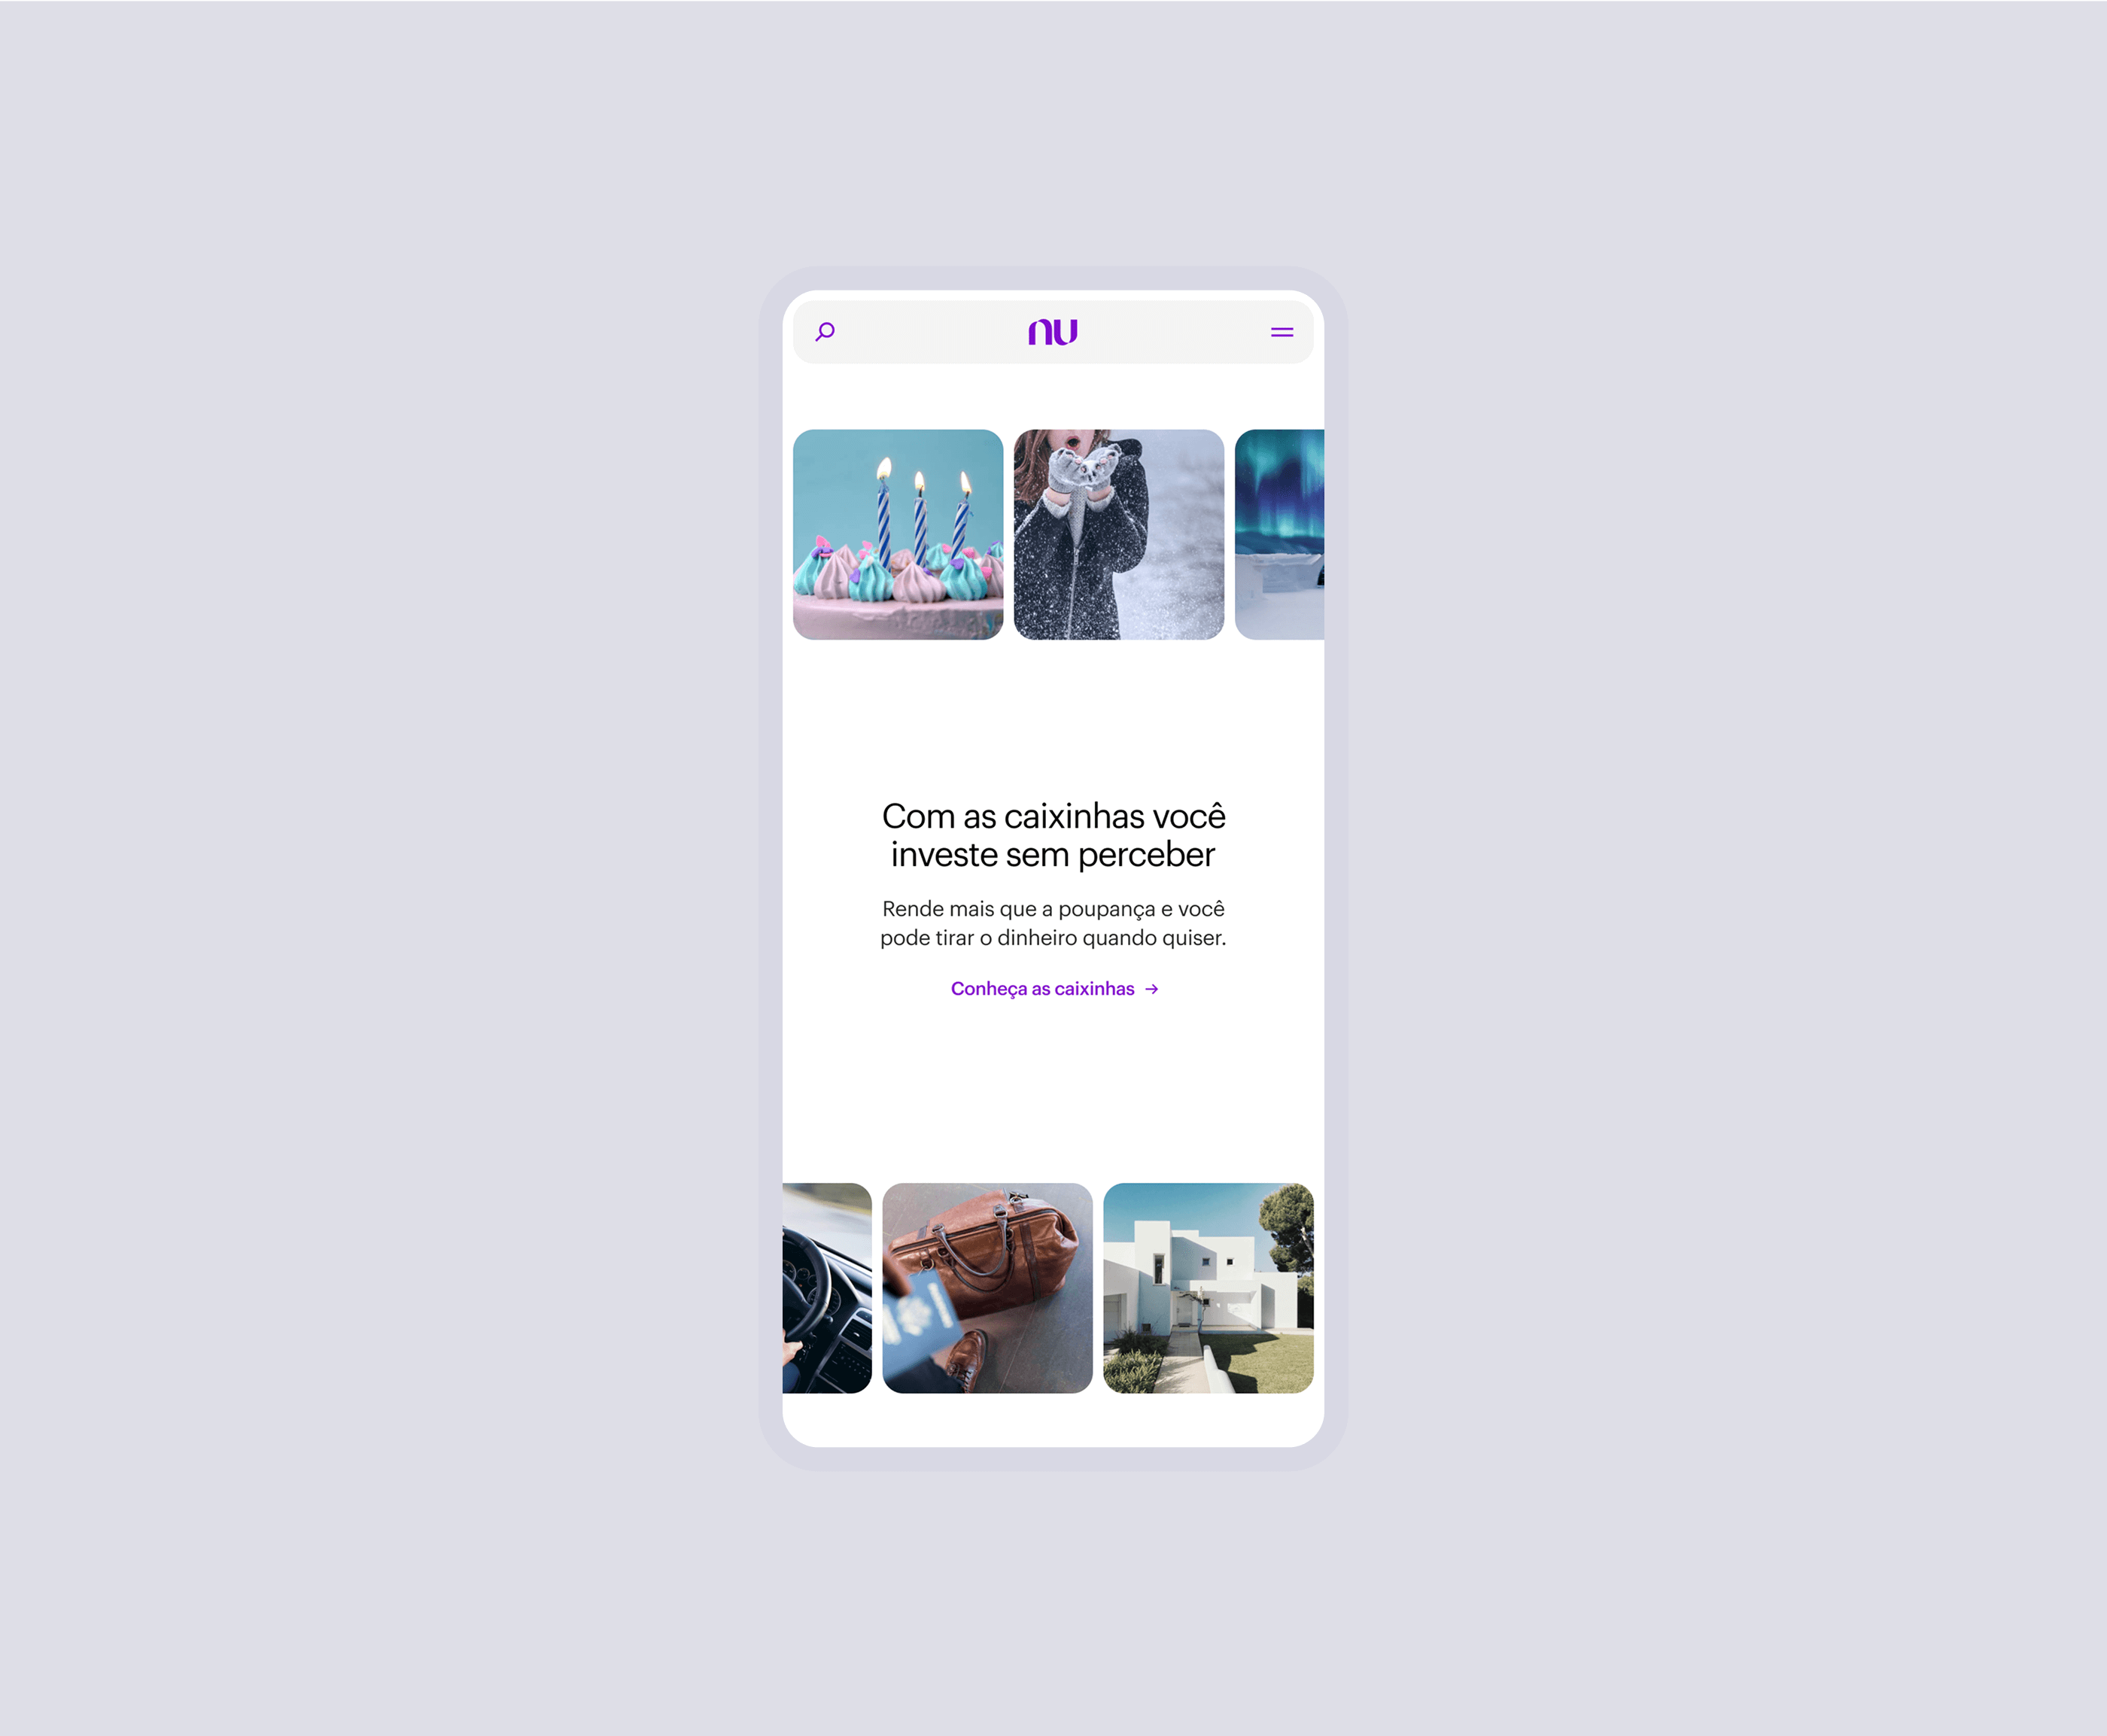 nu
Com as caixinhas você
investe sem perceber
Rende mais que a poupança e você
pode tirar o dinheiro quando quiser.
Conheça as caixinhas →